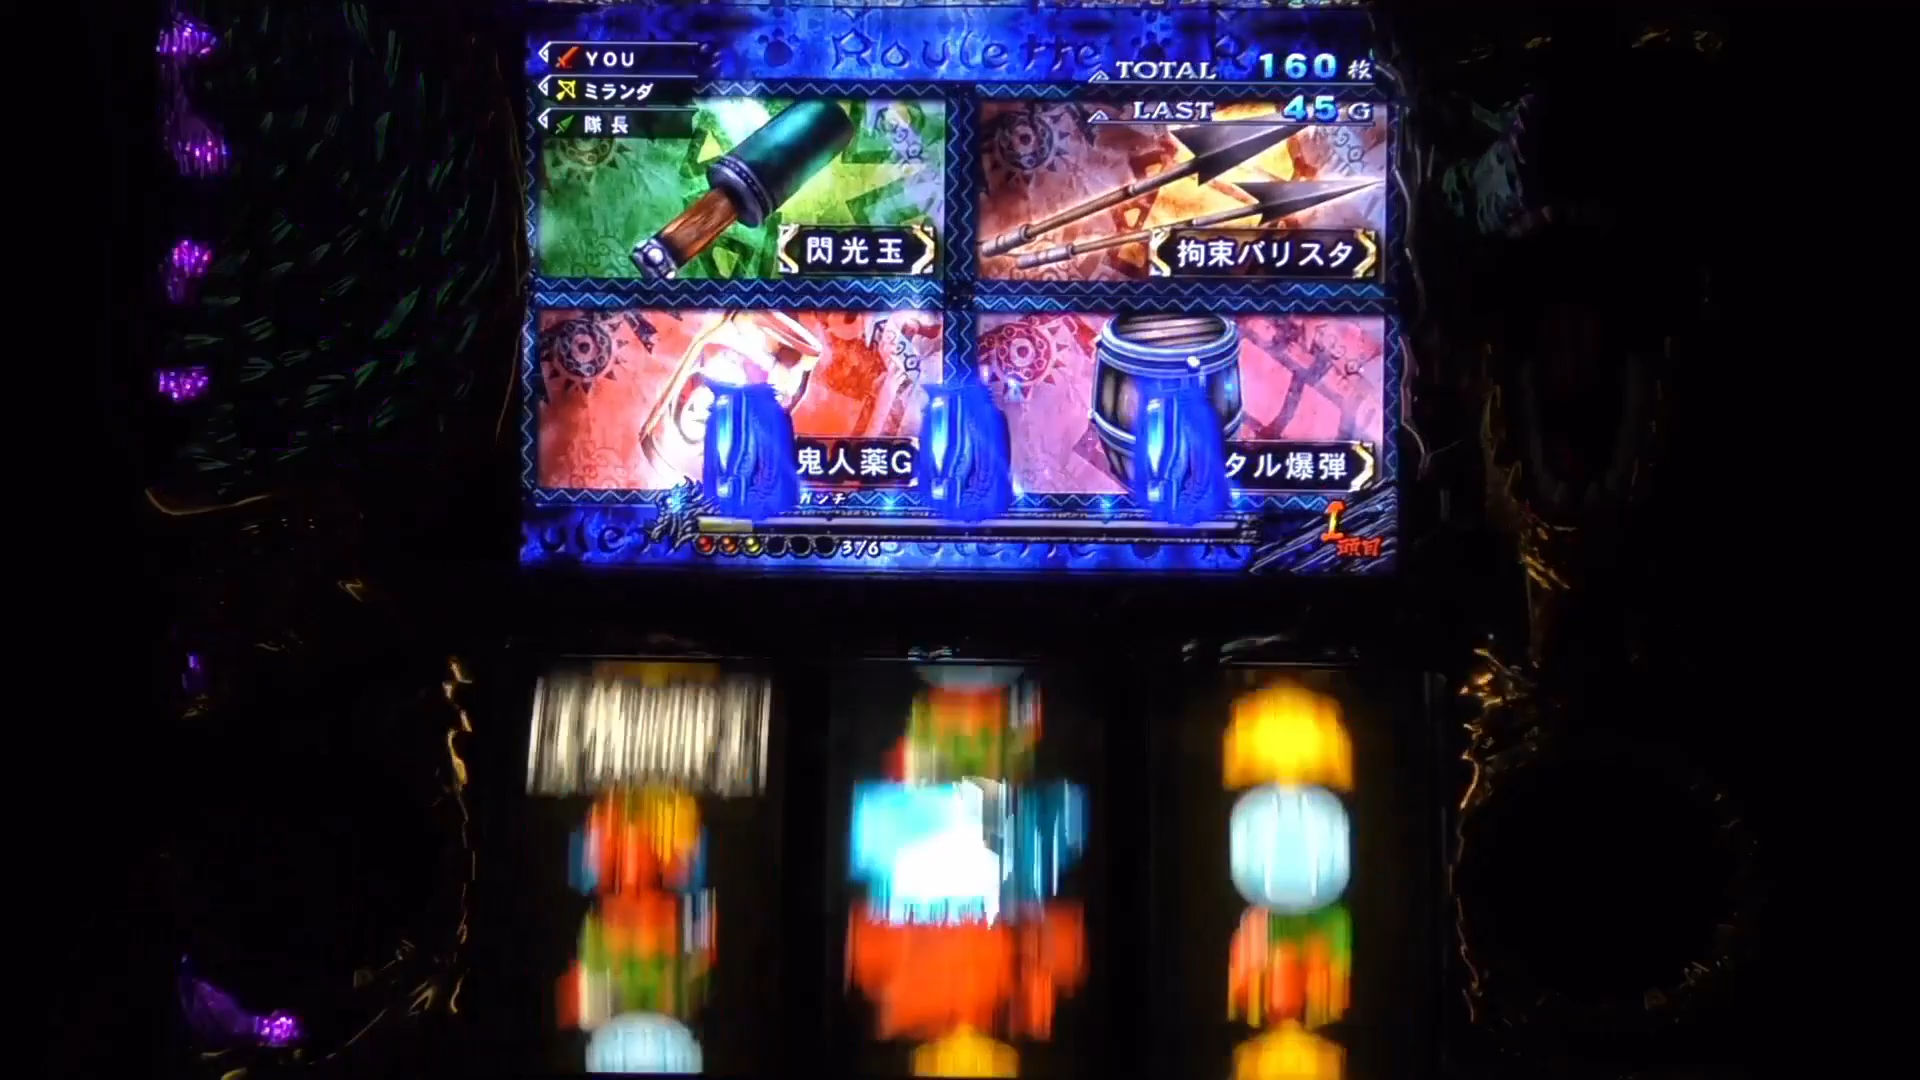 Roulette
YOU
ミランダ
隊長
TOTAL 160枚
LAST 45G
閃光玉
拘束バリスタ
鬼人薬G
タル爆弾
ガッチ
3/6
1頭目